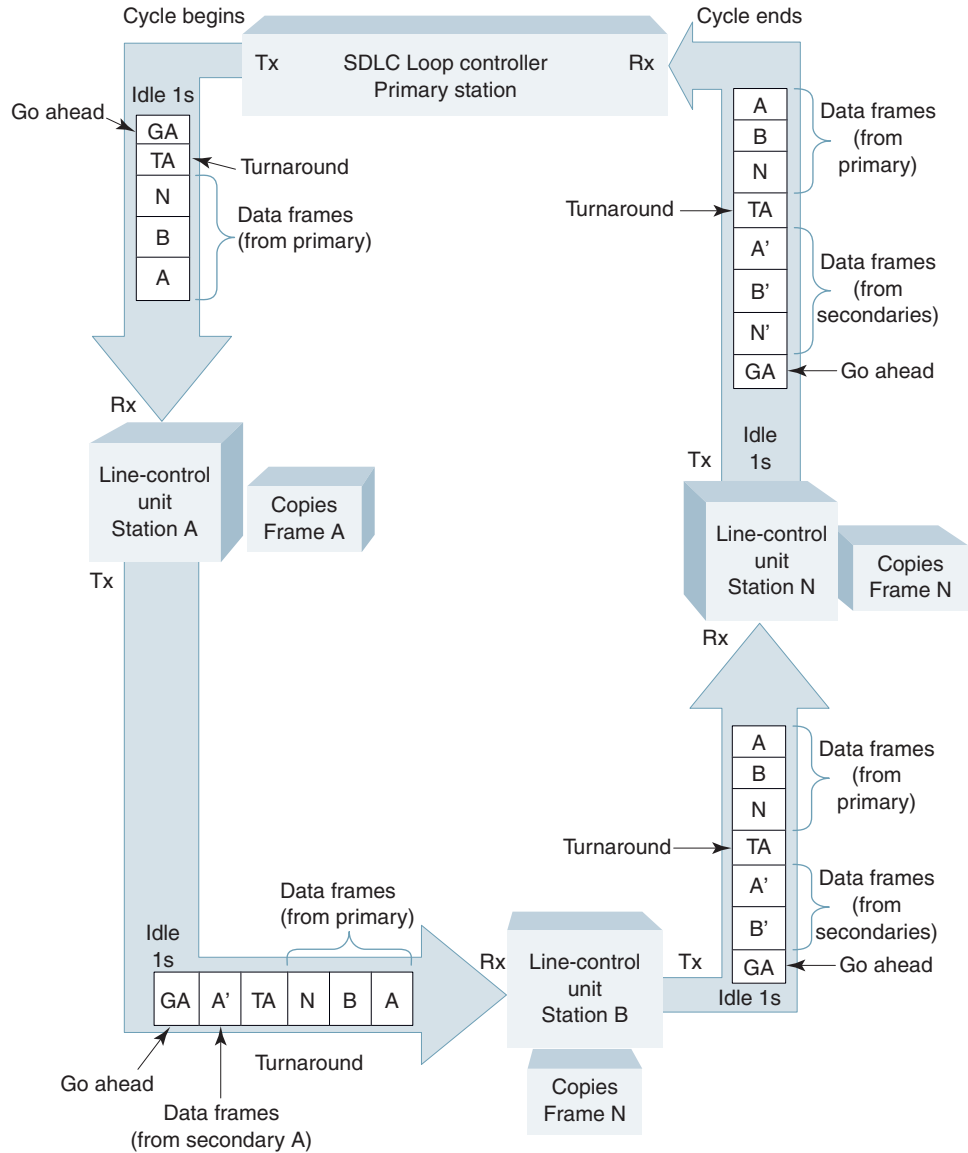 Cycle begins
Cycle ends
Tx
SDLC Loop controller
Primary station
Rx
Idle 1s
Go ahead
GA
TA
Turnaround
N
B
A
Data frames
(from primary)
Rx
Line-control
unit
Station A
Copies
Frame A
Tx
Idle
1s
GA
A'
TA
N
B
A
Data frames
(from primary)
Go ahead
Turnaround
Data frames
(from secondary A)
Rx
Line-control
unit
Station B
Copies
Frame N
Tx
A
B
N
TA
A'
B'
GA
Data frames
(from
primary)
Turnaround
Data frames
(from
secondaries)
Go ahead
Idle 1s
Rx
Line-control
unit
Station N
Copies
Frame N
Tx
Idle
1s
A
B
N
TA
A'
B'
N'
GA
Data frames
(from
primary)
Turnaround
Data frames
(from
secondaries)
Go ahead